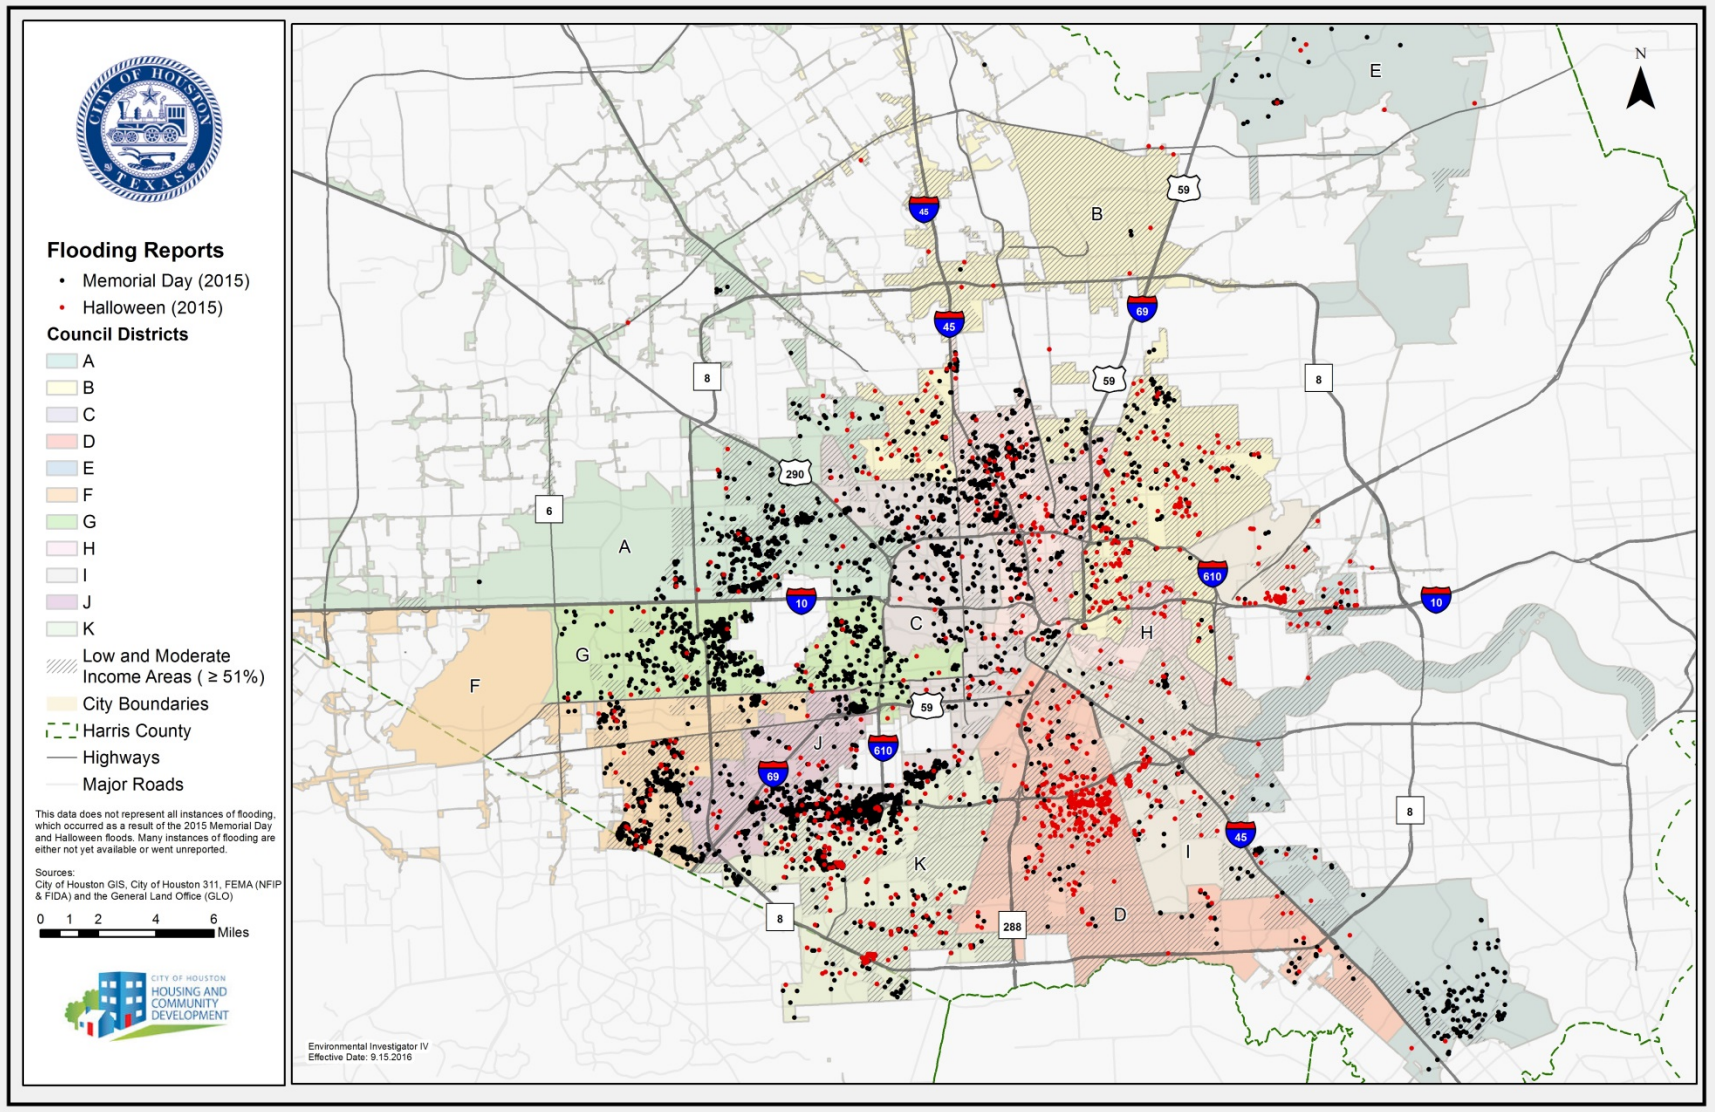 CITY OF HOUSTON
TEXAS
Flooding Reports
Memorial Day (2015)
Halloween (2015)
Council Districts
A
B
C
D
E
F
G
H
I
J
K
Low and Moderate
Income Areas ( ≥ 51%)
City Boundaries
Harris County
Highways
Major Roads
This data does not represent all instances of flooding,
which occurred as a result of the 2015 Memorial Day
and Halloween floods. Many instances of flooding are
either not yet available or went unreported.
Sources:
City of Houston GIS, City of Houston 311, FEMA (NFIP
& FIDA) and the General Land Office (GLO)
0 1 2 4 6
Miles
CITY OF HOUSTON
HOUSING AND
COMMUNITY
DEVELOPMENT
N
E
59
45
B
69
45
8
59
8
290
6
A
610
10
10
C
H
G
F
59
J
610
69
8
45
I
K
D
8
288
Environmental Investigator IV
Effective Date: 9.15.2016